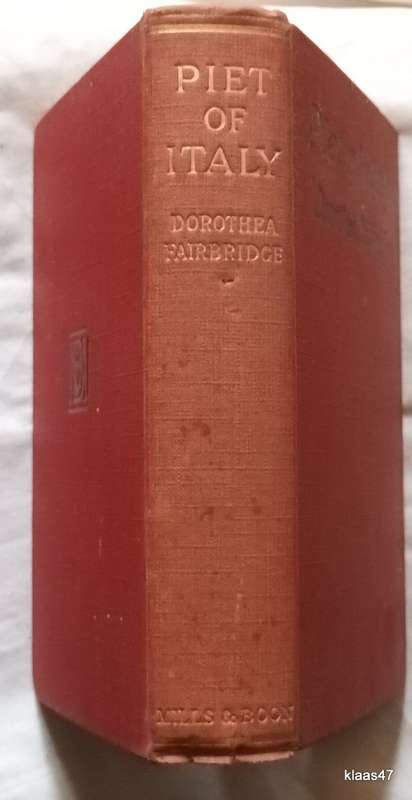 PIET
OF
ITALY
DOROTHEA
FAIRBRIDGE
MILLS & BOON
klaas47